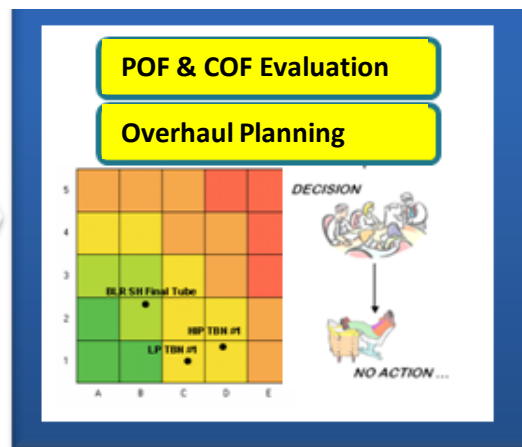 POF & COF Evaluation
Overhaul Planning
5
4
3
2
1
BLR SH Final Tube
HIP TBN #1
LP TBN #1
A B C D E
DECISION
NO ACTION ...